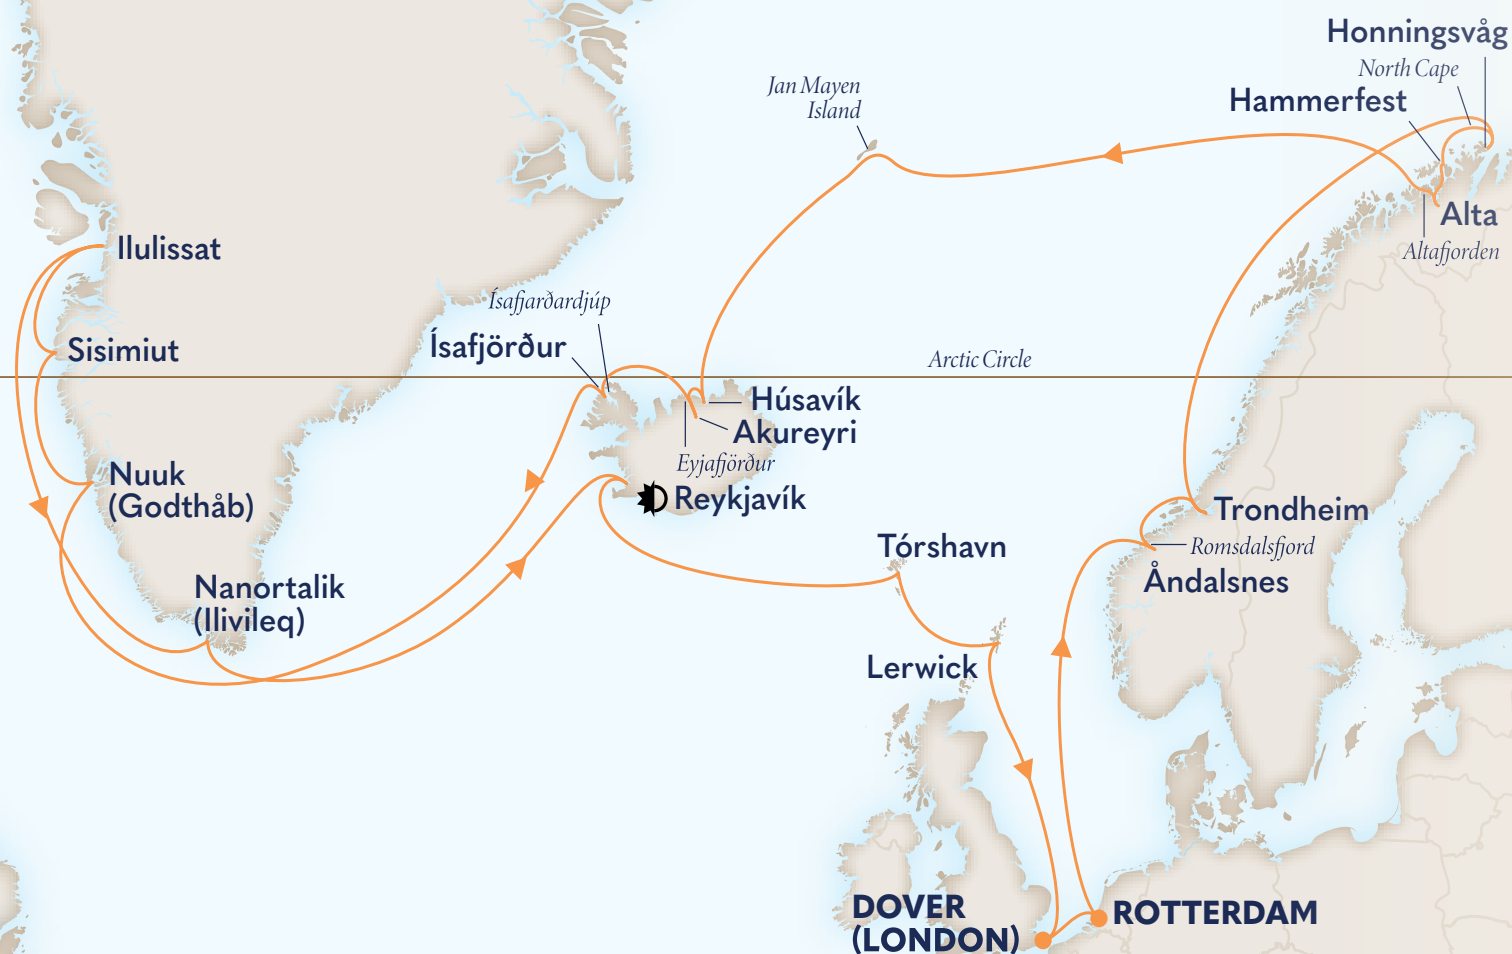 Honningsvåg
North Cape
Hammerfest
Jan Mayen
Island
Alta
Altafjorden
Ilulissat
Ísafjarðardjúp
Sisimiut
Ísafjörður
Arctic Circle
Húsavík
Akureyri
Eyjafjörður
Nuuk
(Godthåb)
Reykjavík
Trondheim
Romsdalsfjord
Tórshavn
Åndalsnes
Nanortalik
(Ilivileq)
Lerwick
DOVER
(LONDON)
ROTTERDAM